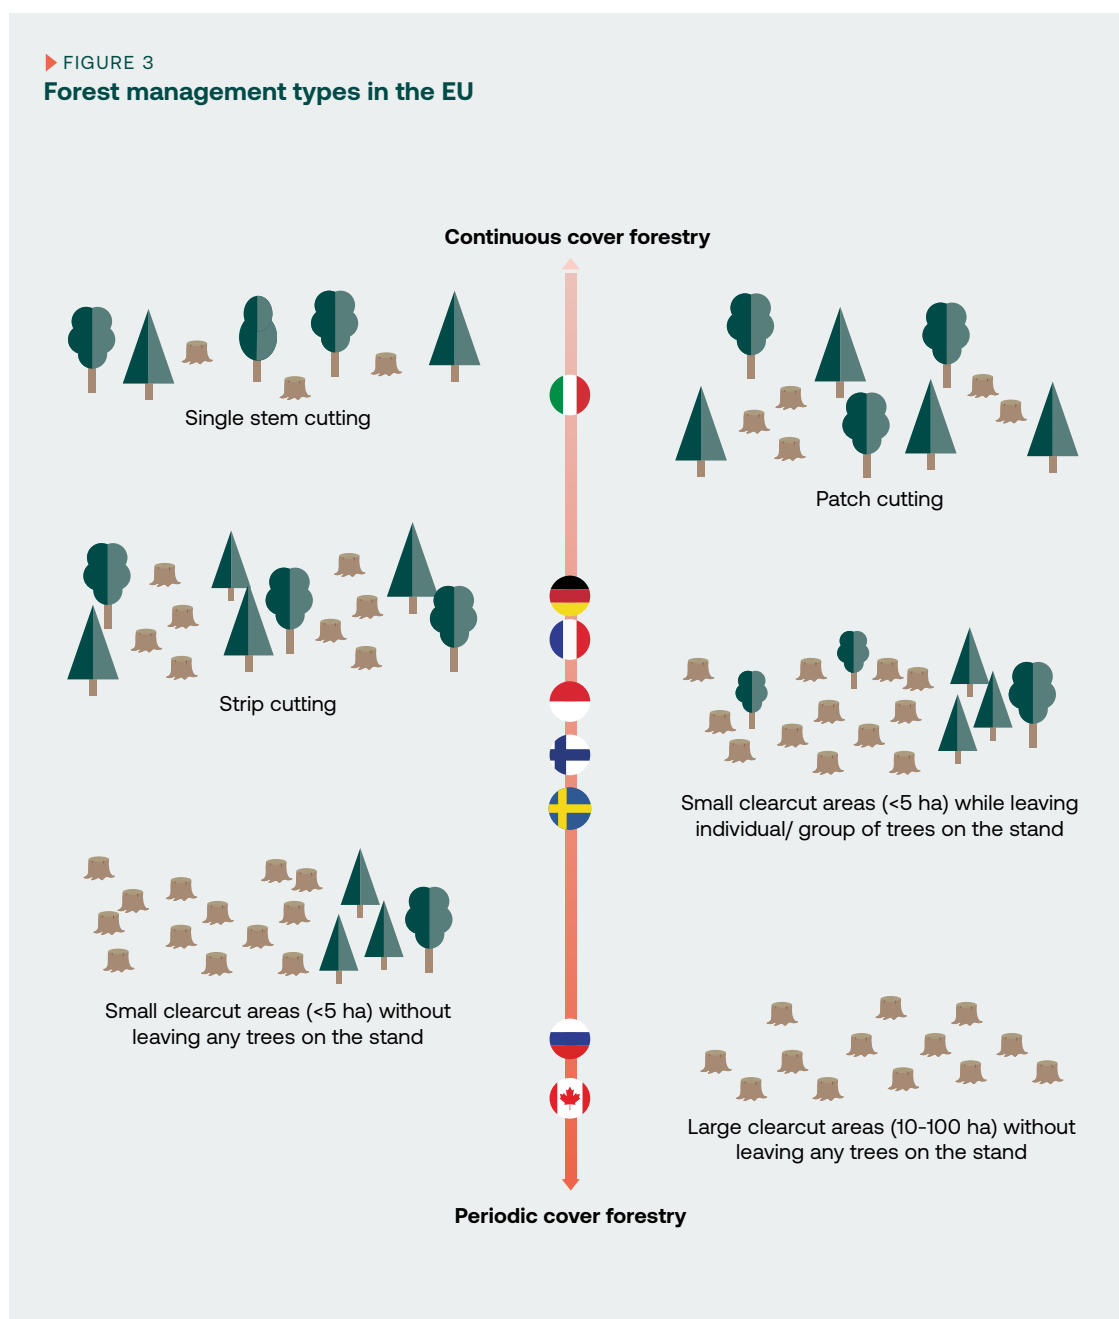 FIGURE 3
Forest management types in the EU
Continuous cover forestry
Single stem cutting
Patch cutting
Strip cutting
Small clearcut areas (<5 ha) while leaving
individual/ group of trees on the stand
Small clearcut areas (<5 ha) without
leaving any trees on the stand
Large clearcut areas (10-100 ha) without
leaving any trees on the stand
Periodic cover forestry